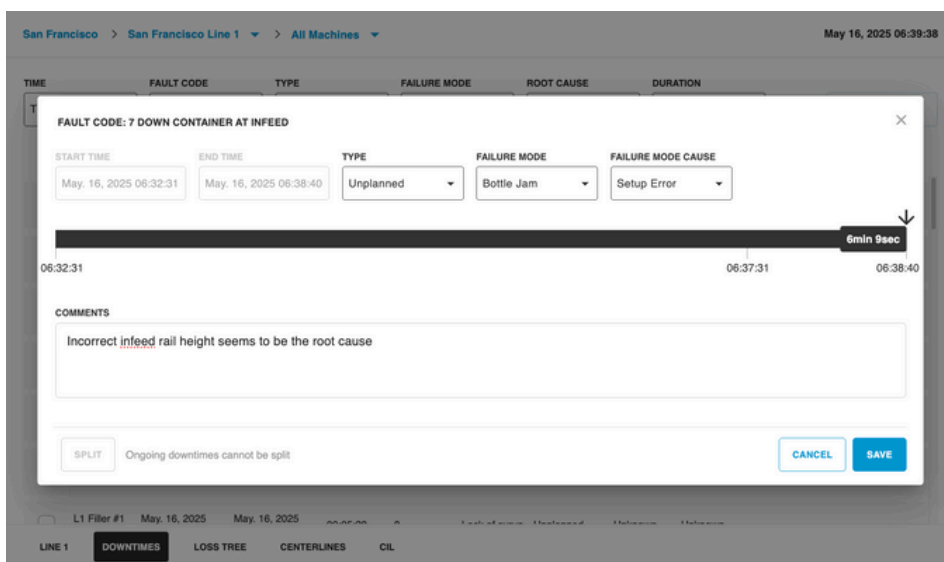 San Francisco > San Francisco Line 1 > All Machines May 16, 2025 06:39:38
TIME FAULT CODE TYPE FAILURE MODE ROOT CAUSE DURATION
FAULT CODE: 7 DOWN CONTAINER AT INFEED
START TIME END TIME TYPE FAILURE MODE FAILURE MODE CAUSE
May. 16, 2025 06:32:31 May. 16, 2025 06:38:40 Unplanned Bottle Jam Setup Error
6min 9sec
06:32:31 06:37:31 06:38:40
COMMENTS
Incorrect infeed rail height seems to be the root cause
SPLIT Ongoing downtimes cannot be split CANCEL SAVE
L1 Filler #1 May. 16, 2025 May. 16, 2025 Unplanned Unknown Unknown
LINE 1 DOWNTIMES LOSS TREE CENTERLINES CIL